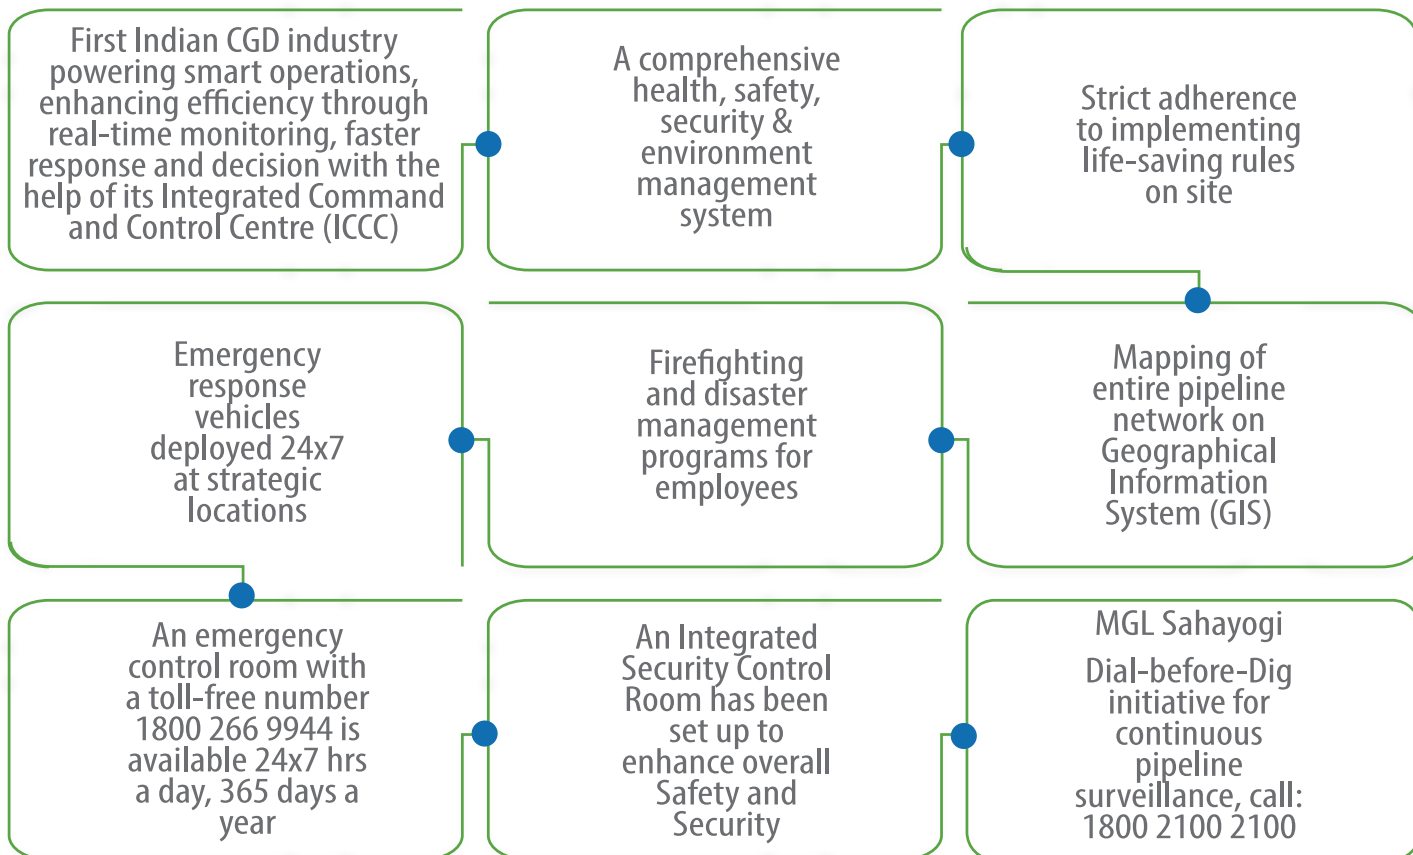 First Indian CGD industry
powering smart operations,
enhancing efficiency through
real-time monitoring, faster
response and decision with the
help of its Integrated Command
and Control Centre (ICCC)
A comprehensive
health, safety,
security &
environment
management
system
Strict adherence
to implementing
life-saving rules
on site
Mapping of
entire pipeline
network on
Geographical
Information
System (GIS)
Firefighting
and disaster
management
programs for
employees
Emergency
response
vehicles
deployed 24x7
at strategic
locations
An emergency
control room with
a toll-free number
1800 266 9944 is
available 24x7 hrs
a day, 365 days a
year
An Integrated
Security Control
Room has been
set up to
enhance overall
Safety and
Security
MGL Sahayogi
Dial-before-Dig
initiative for
continuous
pipeline
surveillance, call:
1800 2100 2100